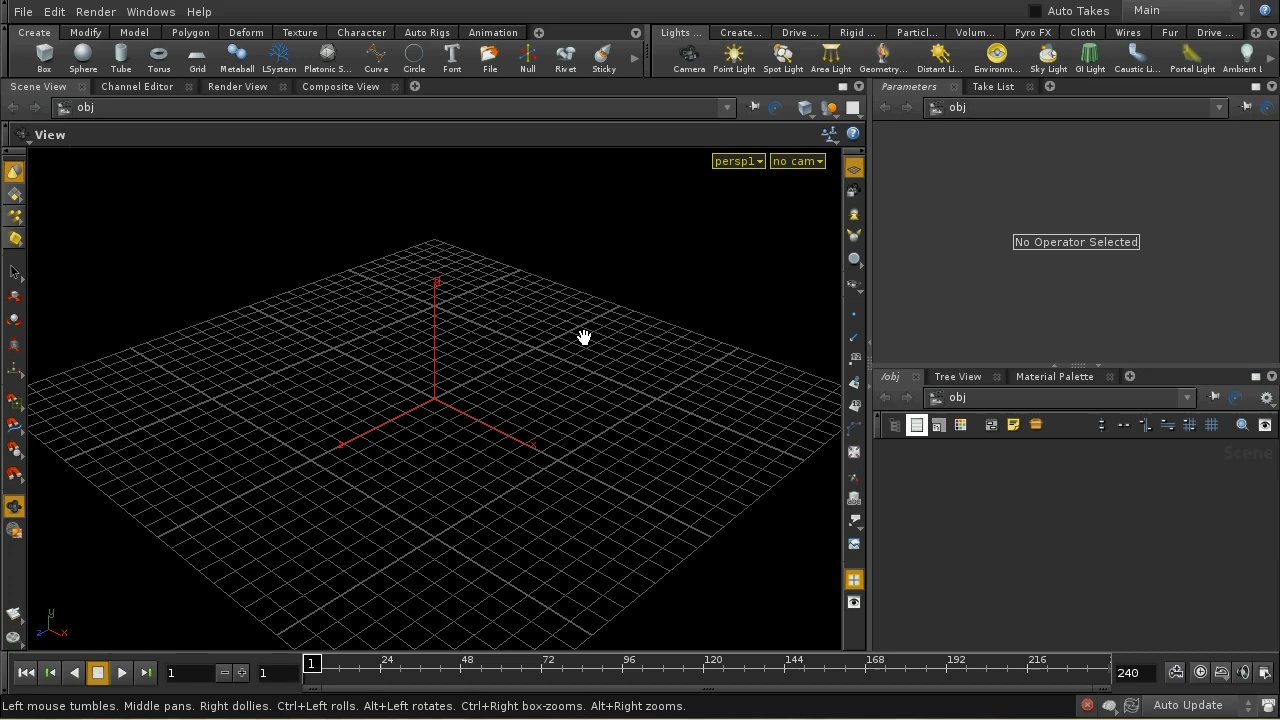 File Edit Render Windows Help Auto Takes Main
Create Modify Model Polygon Deform Texture Character Auto Rigs Animation Lights ... Create... Drive ... Rigid ... Particl... Volum... Pyro FX Cloth Wires Fur Drive ...
Box Sphere Tube Torus Grid Metaball LSystem Platonic S... Curve Circle Font File Null Rivet Sticky Camera Point Light Spot Light Area Light Geometry... Distant Li... Environm... Sky Light GI Light Caustic Li... Portal Light Ambient L
Scene View Channel Editor Render View Composite View Parameters Take List
obj obj
View
persp1 no cam
No Operator Selected
/obj Tree View Material Palette
obj
Scene
y
z x
1 1 1 24 48 72 96 120 144 168 192 216 240
Left mouse tumbles. Middle pans. Right dollies. Ctrl+Left rolls. Alt+Left rotates. Ctrl+Right box-zooms. Alt+Right zooms. Auto Update